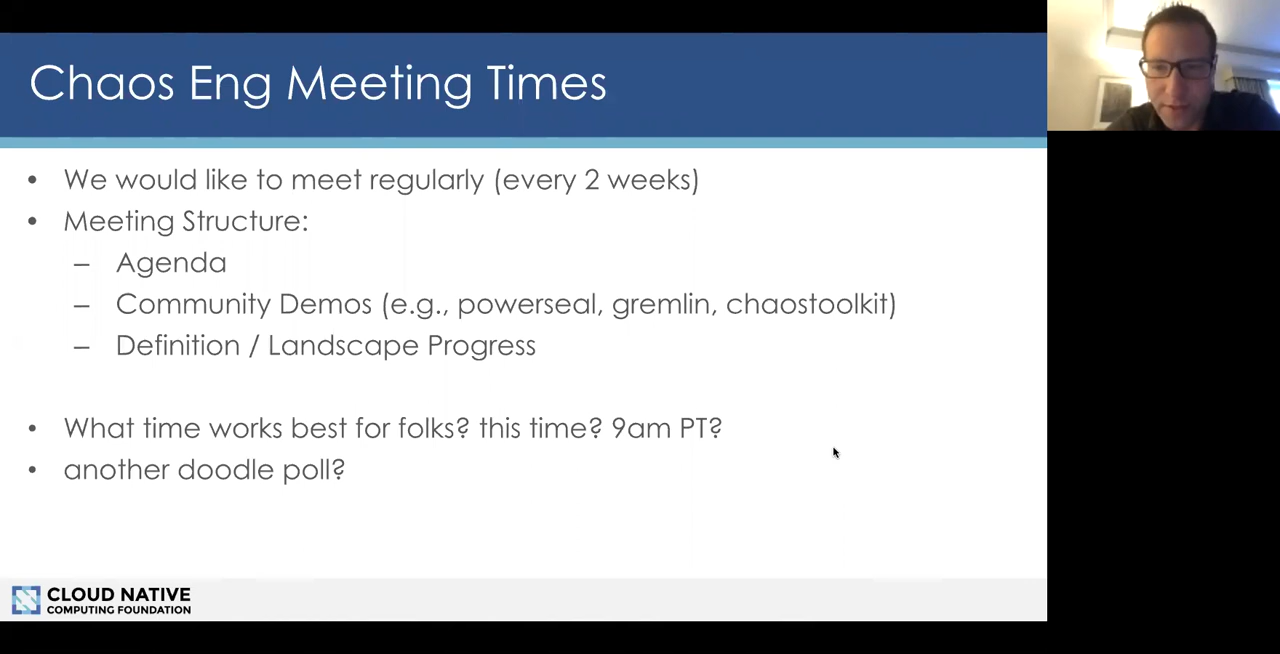 Chaos Eng Meeting Times
• We would like to meet regularly (every 2 weeks)
• Meeting Structure:
– Agenda
– Community Demos (e.g., powerseal, gremlin, chaostoolkit)
– Definition / Landscape Progress
• What time works best for folks? this time? 9am PT?
• another doodle poll?
CLOUD NATIVE
COMPUTING FOUNDATION